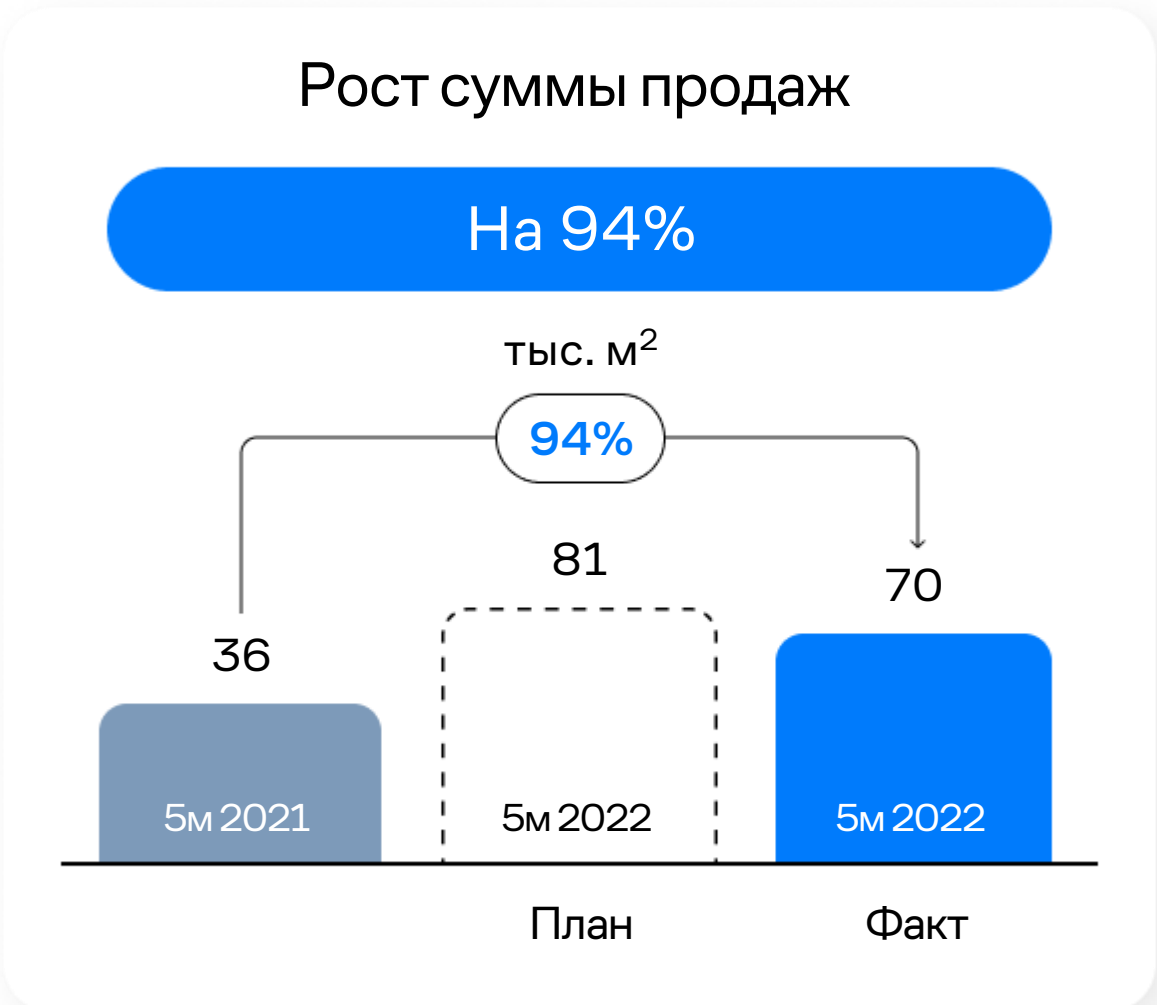 Рост суммы продаж
На 94%
тыс. м²
94%
81
70
36
5м 2021
5м 2022
5м 2022
План
Факт